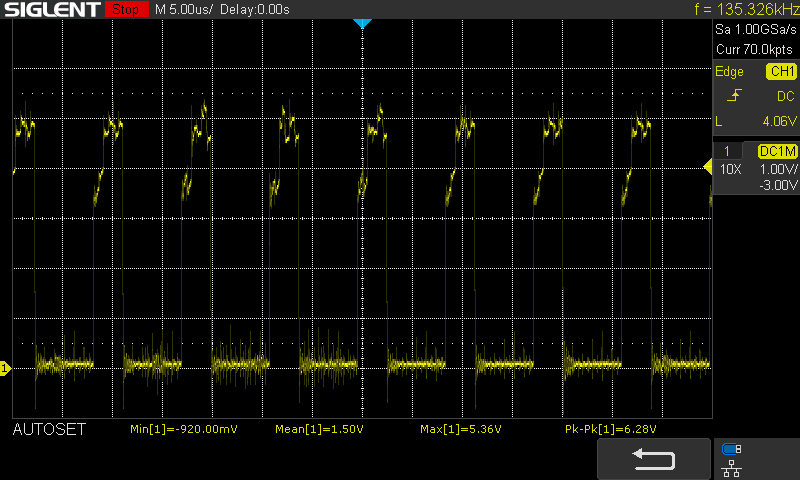 SIGLENT Stop M 5.00us/ Delay:0.00s f = 135.326kHz
Sa 1.00GSa/s
Curr 70.0kpts
Edge CH1
DC
L 4.06V
1 DC1M
10X 1.00V/
-3.00V
1
AUTOSET Min[1]=-920.00mV Mean[1]=1.50V Max[1]=5.36V Pk-Pk[1]=6.28V